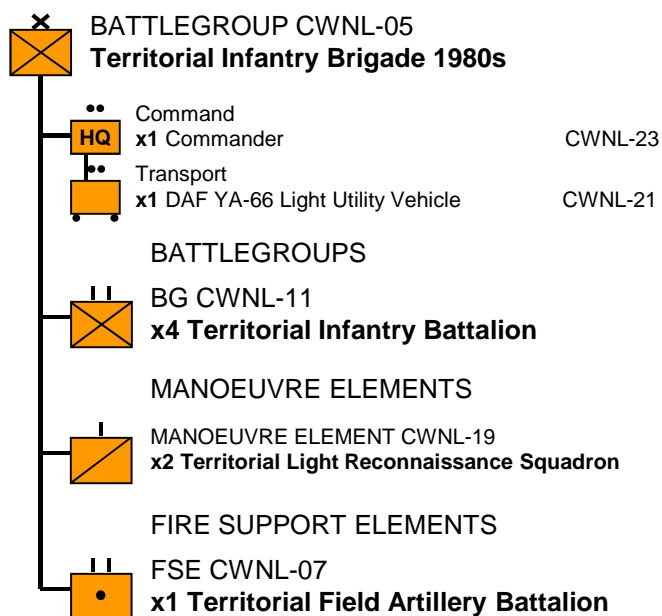 BATTLEGROUP CWNL-05
Territorial Infantry Brigade 1980s
Command
HQ x1 Commander CWNL-23
Transport
x1 DAF YA-66 Light Utility Vehicle CWNL-21
BATTLEGROUPS
BG CWNL-11
x4 Territorial Infantry Battalion
MANOEUVRE ELEMENTS
MANOEUVRE ELEMENT CWNL-19
x2 Territorial Light Reconnaissance Squadron
FIRE SUPPORT ELEMENTS
FSE CWNL-07
x1 Territorial Field Artillery Battalion